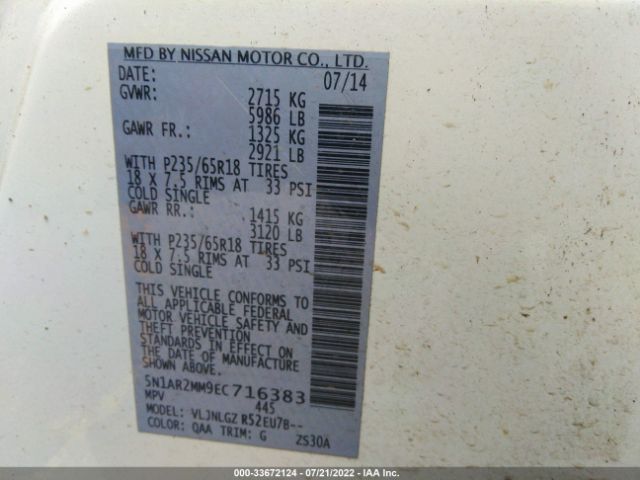 MFD BY NISSAN MOTOR CO., LTD.
DATE: 07/14
GVWR: 2715 KG
5986 LB
GAWR FR.: 1325 KG
2921 LB
WITH P235/65R18 TIRES
18 X 7.5 RIMS AT 33 PSI
COLD SINGLE
GAWR RR.: 1415 KG
3120 LB
WITH P235/65R18 TIRES
18 X 7.5 RIMS AT 33 PSI
COLD SINGLE
THIS VEHICLE CONFORMS TO
ALL APPLICABLE FEDERAL
MOTOR VEHICLE SAFETY AND
THEFT PREVENTION
STANDARDS IN EFFECT ON
THE DATE OF MANUFACTURE
SHOWN ABOVE.
5N1AR2MM9EC716383
MPV 445
MODEL: VLJNLGZ R52EU7B--
COLOR: QAA TRIM: G ZS30A
000-33672124 - 07/21/2022 - IAA Inc.